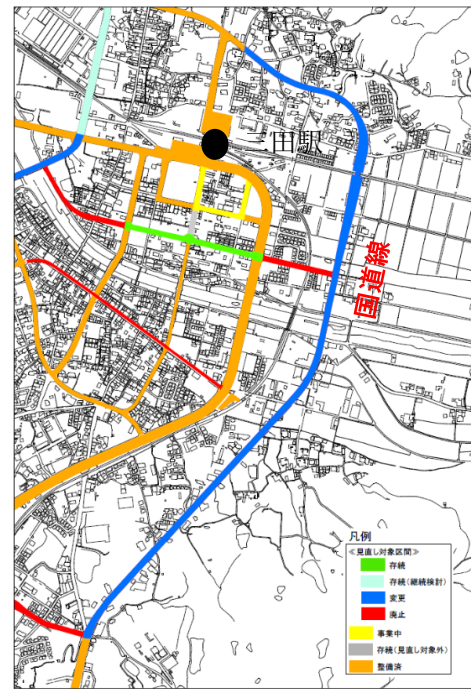 三田駅
国道線
凡例
≪見直し対象区間≫
存続
存続(継続検討)
変更
廃止
事業中
存続(見直し対象外)
整備済